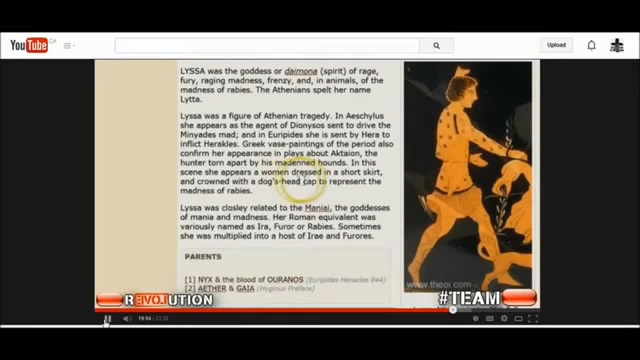 YouTube CA
Upload
LYSSA was the goddess or daimona (spirit) of rage,
fury, raging madness, frenzy, and, in animals, of the
madness of rabies. The Athenians spelt her name
Lytta.
Lyssa was a figure of Athenian tragedy. In Aeschylus
she appears as the agent of Dionysos sent to drive the
Minyades mad; and in Euripides she is sent by Hera to
inflict Herakles. Greek vase-paintings of the period also
confirm her appearance in plays about Aktaion, the
hunter torn apart by his maddened hounds. In this
scene she appears a women dressed in a short skirt,
and crowned with a dog's-head cap to represent the
madness of rabies.
Lyssa was closley related to the Maniai, the goddesses
of mania and madness. Her Roman equivalent was
variously named as Ira, Furor or Rabies. Sometimes
she was multiplied into a host of Irae and Furores.
PARENTS
[1] NYX & the blood of OURANOS (Euripides Heracles 844)
[2] AETHER & GAIA (Hyginus Preface)
www.theoi.com
REVOLUTION
#TEAM
19:04